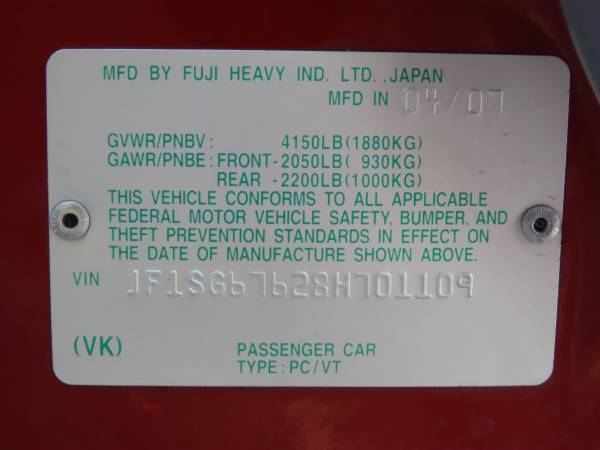 MFD BY FUJI HEAVY IND. LTD., JAPAN
MFD IN 04/07
GVWR/PNBV: 4150LB(1880KG)
GAWR/PNBE: FRONT-2050LB( 930KG)
REAR -2200LB(1000KG)
THIS VEHICLE CONFORMS TO ALL APPLICABLE
FEDERAL MOTOR VEHICLE SAFETY, BUMPER, AND
THEFT PREVENTION STANDARDS IN EFFECT ON
THE DATE OF MANUFACTURE SHOWN ABOVE.
VIN JF1SG67628H701109
(VK) PASSENGER CAR
TYPE: PC/VT